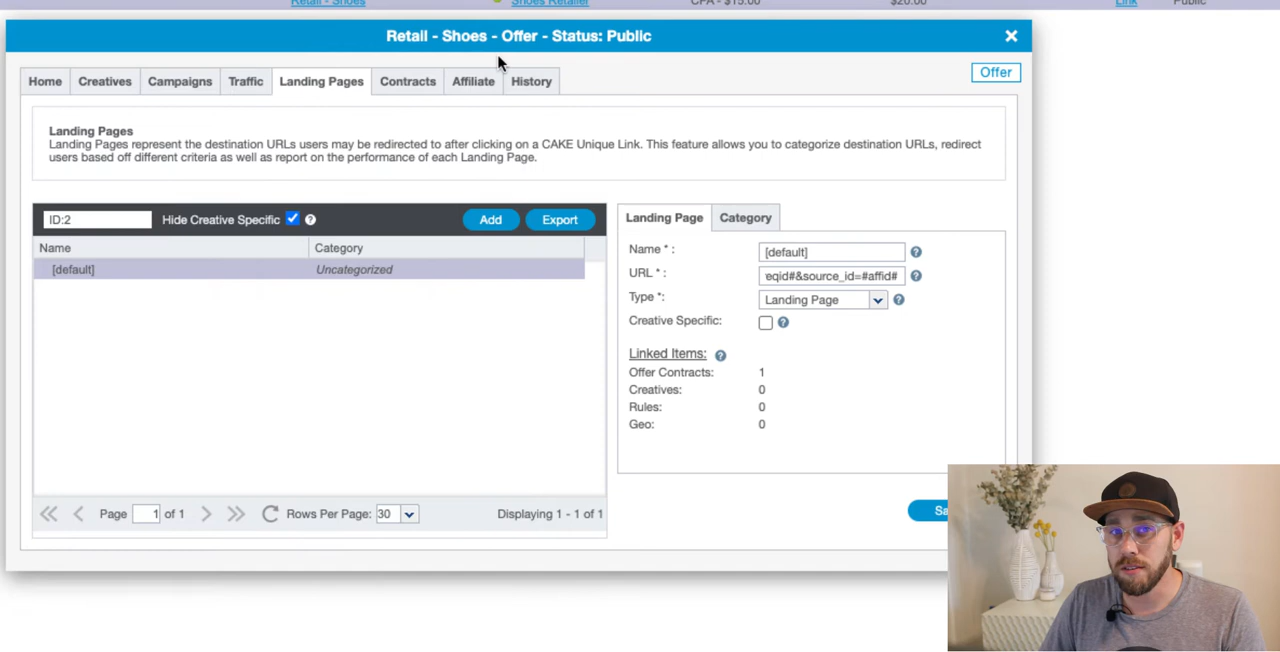 Retail - Shoes Shoes Retailer CPA - $15.00 $20.00 Link Public
Retail - Shoes - Offer - Status: Public
Offer
Home Creatives Campaigns Traffic Landing Pages Contracts Affiliate History
Landing Pages
Landing Pages represent the destination URLs users may be redirected to after clicking on a CAKE Unique Link. This feature allows you to categorize destination URLs, redirect
users based off different criteria as well as report on the performance of each Landing Page.
ID:2 Hide Creative Specific ? Add Export
Name Category
[default] Uncategorized
Page 1 of 1 Rows Per Page: 30 Displaying 1 - 1 of 1
Landing Page Category
Name * : [default] ?
URL * : eqid#&source_id=#affid# ?
Type *: Landing Page ?
Creative Specific: ?
Linked Items: ?
Offer Contracts: 1
Creatives: 0
Rules: 0
Geo: 0
Sa